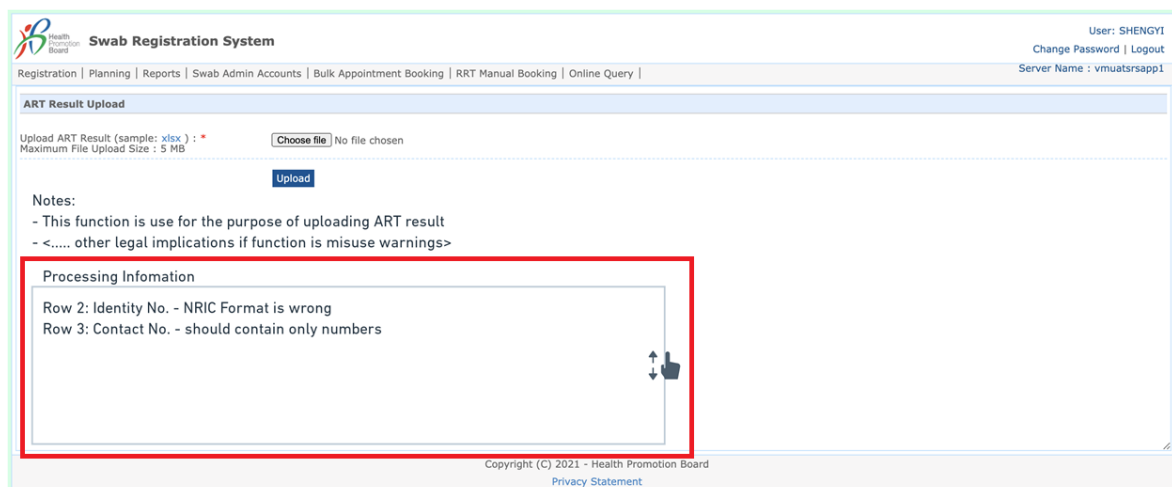 Health
Promotion
Board
Swab Registration System
User: SHENGYI
Change Password | Logout
Registration | Planning | Reports | Swab Admin Accounts | Bulk Appointment Booking | RRT Manual Booking | Online Query |
Server Name : vmuatsrsapp1
ART Result Upload
Upload ART Result (sample: xlsx ) : *
Maximum File Upload Size : 5 MB
Choose file No file chosen
Upload
Notes:
- This function is use for the purpose of uploading ART result
- <..... other legal implications if function is misuse warnings>
Processing Infomation
Row 2: Identity No. - NRIC Format is wrong
Row 3: Contact No. - should contain only numbers
Copyright (C) 2021 - Health Promotion Board
Privacy Statement